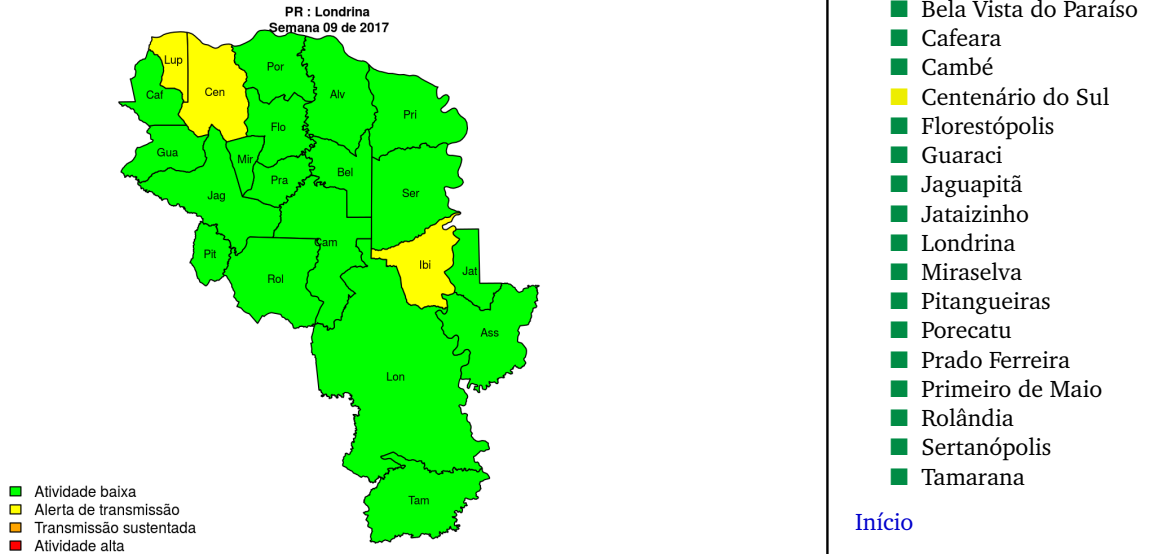 PR : Londrina
Semana 09 de 2017
Lup
Por
Cen
Caf
Alv
Pri
Flo
Gua
Mir
Bel
Pra
Jag
Ser
Cam
Pit
Ibi
Jat
Rol
Ass
Lon
Tam
Atividade baixa
Alerta de transmissão
Transmissão sustentada
Atividade alta
Bela Vista do Paraíso
Cafeara
Cambé
Centenário do Sul
Florestópolis
Guaraci
Jaguapitã
Jataizinho
Londrina
Miraselva
Pitangueiras
Porecatu
Prado Ferreira
Primeiro de Maio
Rolândia
Sertanópolis
Tamarana
Início